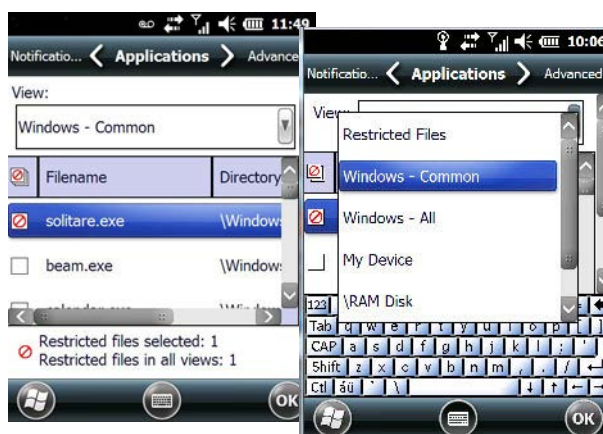 11:49
Notificatio... Applications Advance
View:
Windows - Common
Filename Directory
solitare.exe \Window
beam.exe \Window
Restricted files selected: 1
Restricted files in all views: 1
OK
10:06
Notificatio... Applications Advanced
View:
Restricted Files
Windows - Common
Windows - All
My Device
\RAM Disk
123
Tab q w e r t y u i o p [ ]
CAP a s d f g h j k l ; '
Shift z x c v b n m , . /
Ctl áü ` \
OK